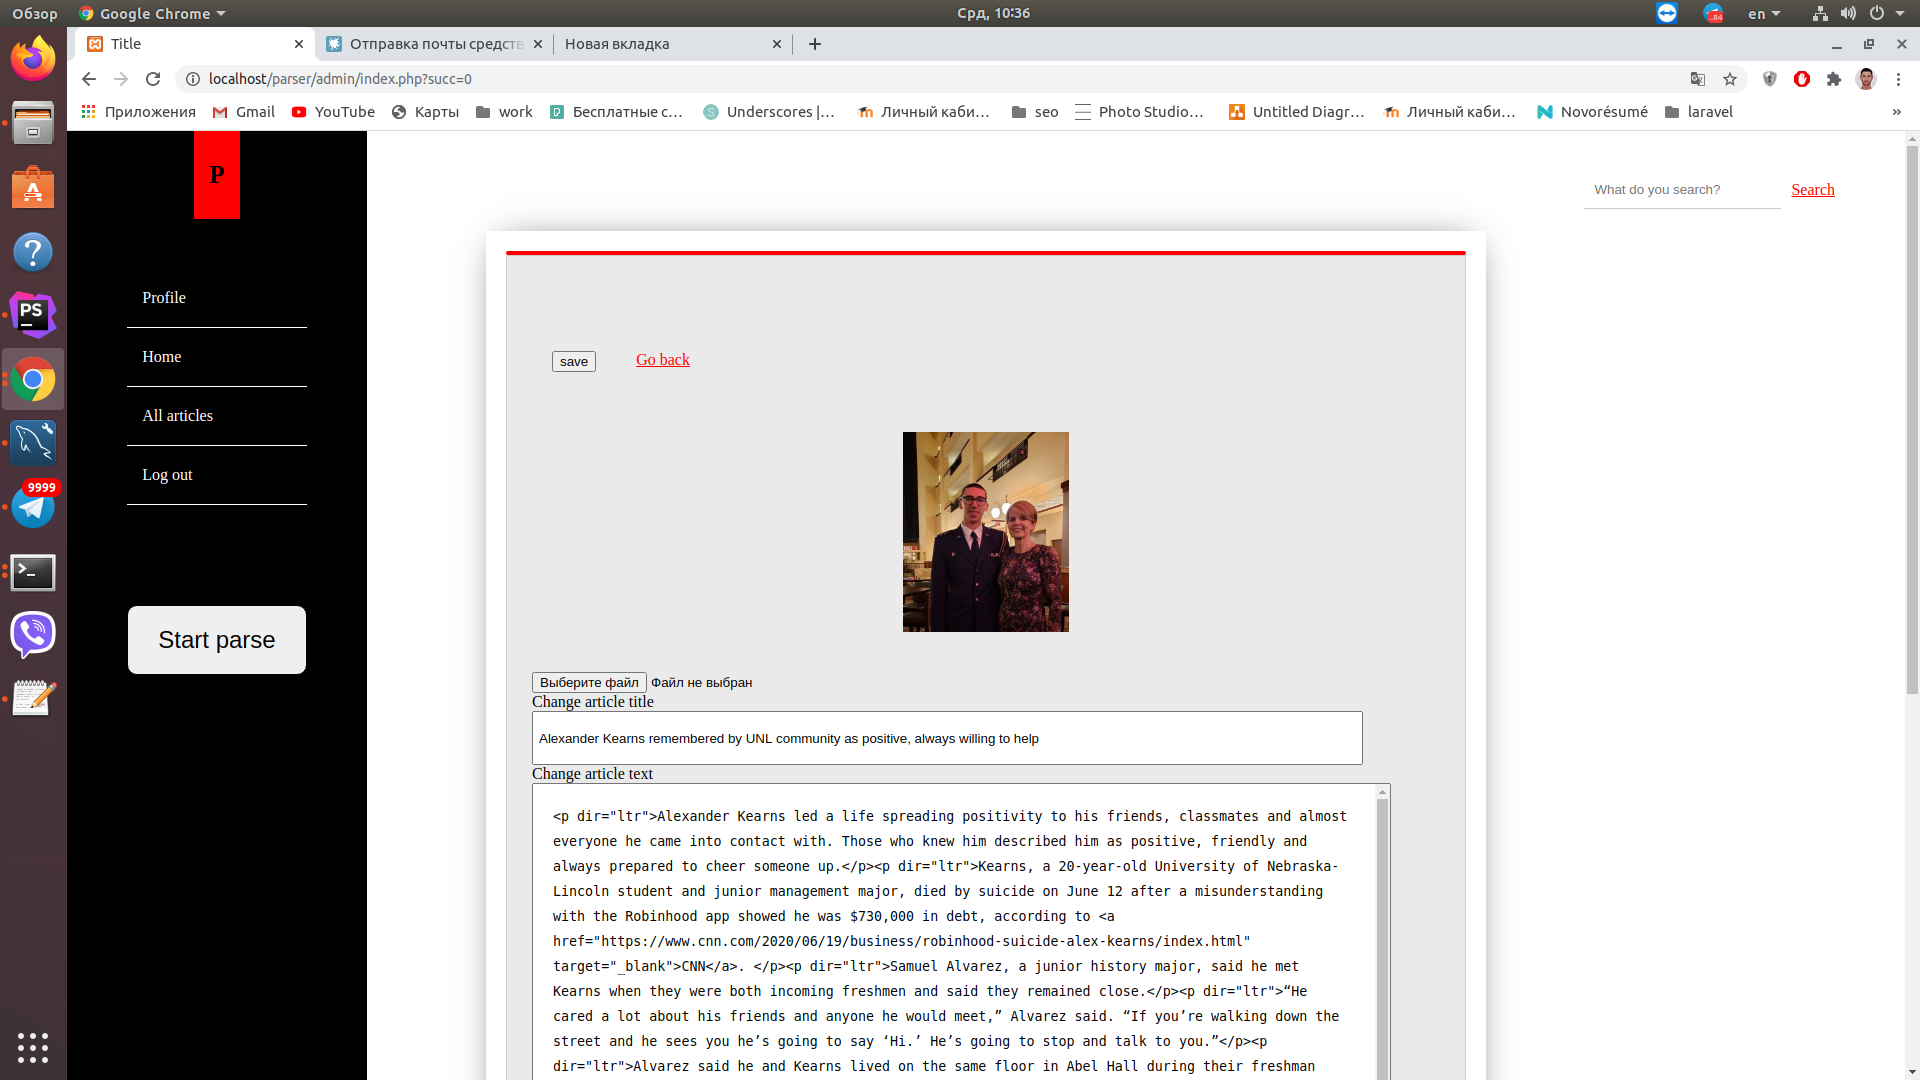 Обзор
Google Chrome
Срд, 10:36
84
en
Title
Отправка почты средств
Новая вкладка
localhost/parser/admin/index.php?succ=0
Приложения
Gmail
YouTube
Карты
work
Бесплатные с…
Underscores |…
Личный каби…
seo
Photo Studio…
Untitled Diagr…
Личный каби…
Novorésumé
laravel
»
P
What do you search?
Search
Profile
Home
All articles
Log out
Start parse
PS
9999
save
Go back
Выберите файл Файл не выбран
Change article title
Alexander Kearns remembered by UNL community as positive, always willing to help
Change article text
<p dir="ltr">Alexander Kearns led a life spreading positivity to his friends, classmates and almost
everyone he came into contact with. Those who knew him described him as positive, friendly and
always prepared to cheer someone up.</p><p dir="ltr">Kearns, a 20-year-old University of Nebraska-
Lincoln student and junior management major, died by suicide on June 12 after a misunderstanding
with the Robinhood app showed he was $730,000 in debt, according to <a
href="https://www.cnn.com/2020/06/19/business/robinhood-suicide-alex-kearns/index.html"
target="_blank">CNN</a>. </p><p dir="ltr">Samuel Alvarez, a junior history major, said he met
Kearns when they were both incoming freshmen and said they remained close.</p><p dir="ltr">“He
cared a lot about his friends and anyone he would meet,” Alvarez said. “If you’re walking down the
street and he sees you he’s going to say ‘Hi.’ He’s going to stop and talk to you.”</p><p
dir="ltr">Alvarez said he and Kearns lived on the same floor in Abel Hall during their freshman